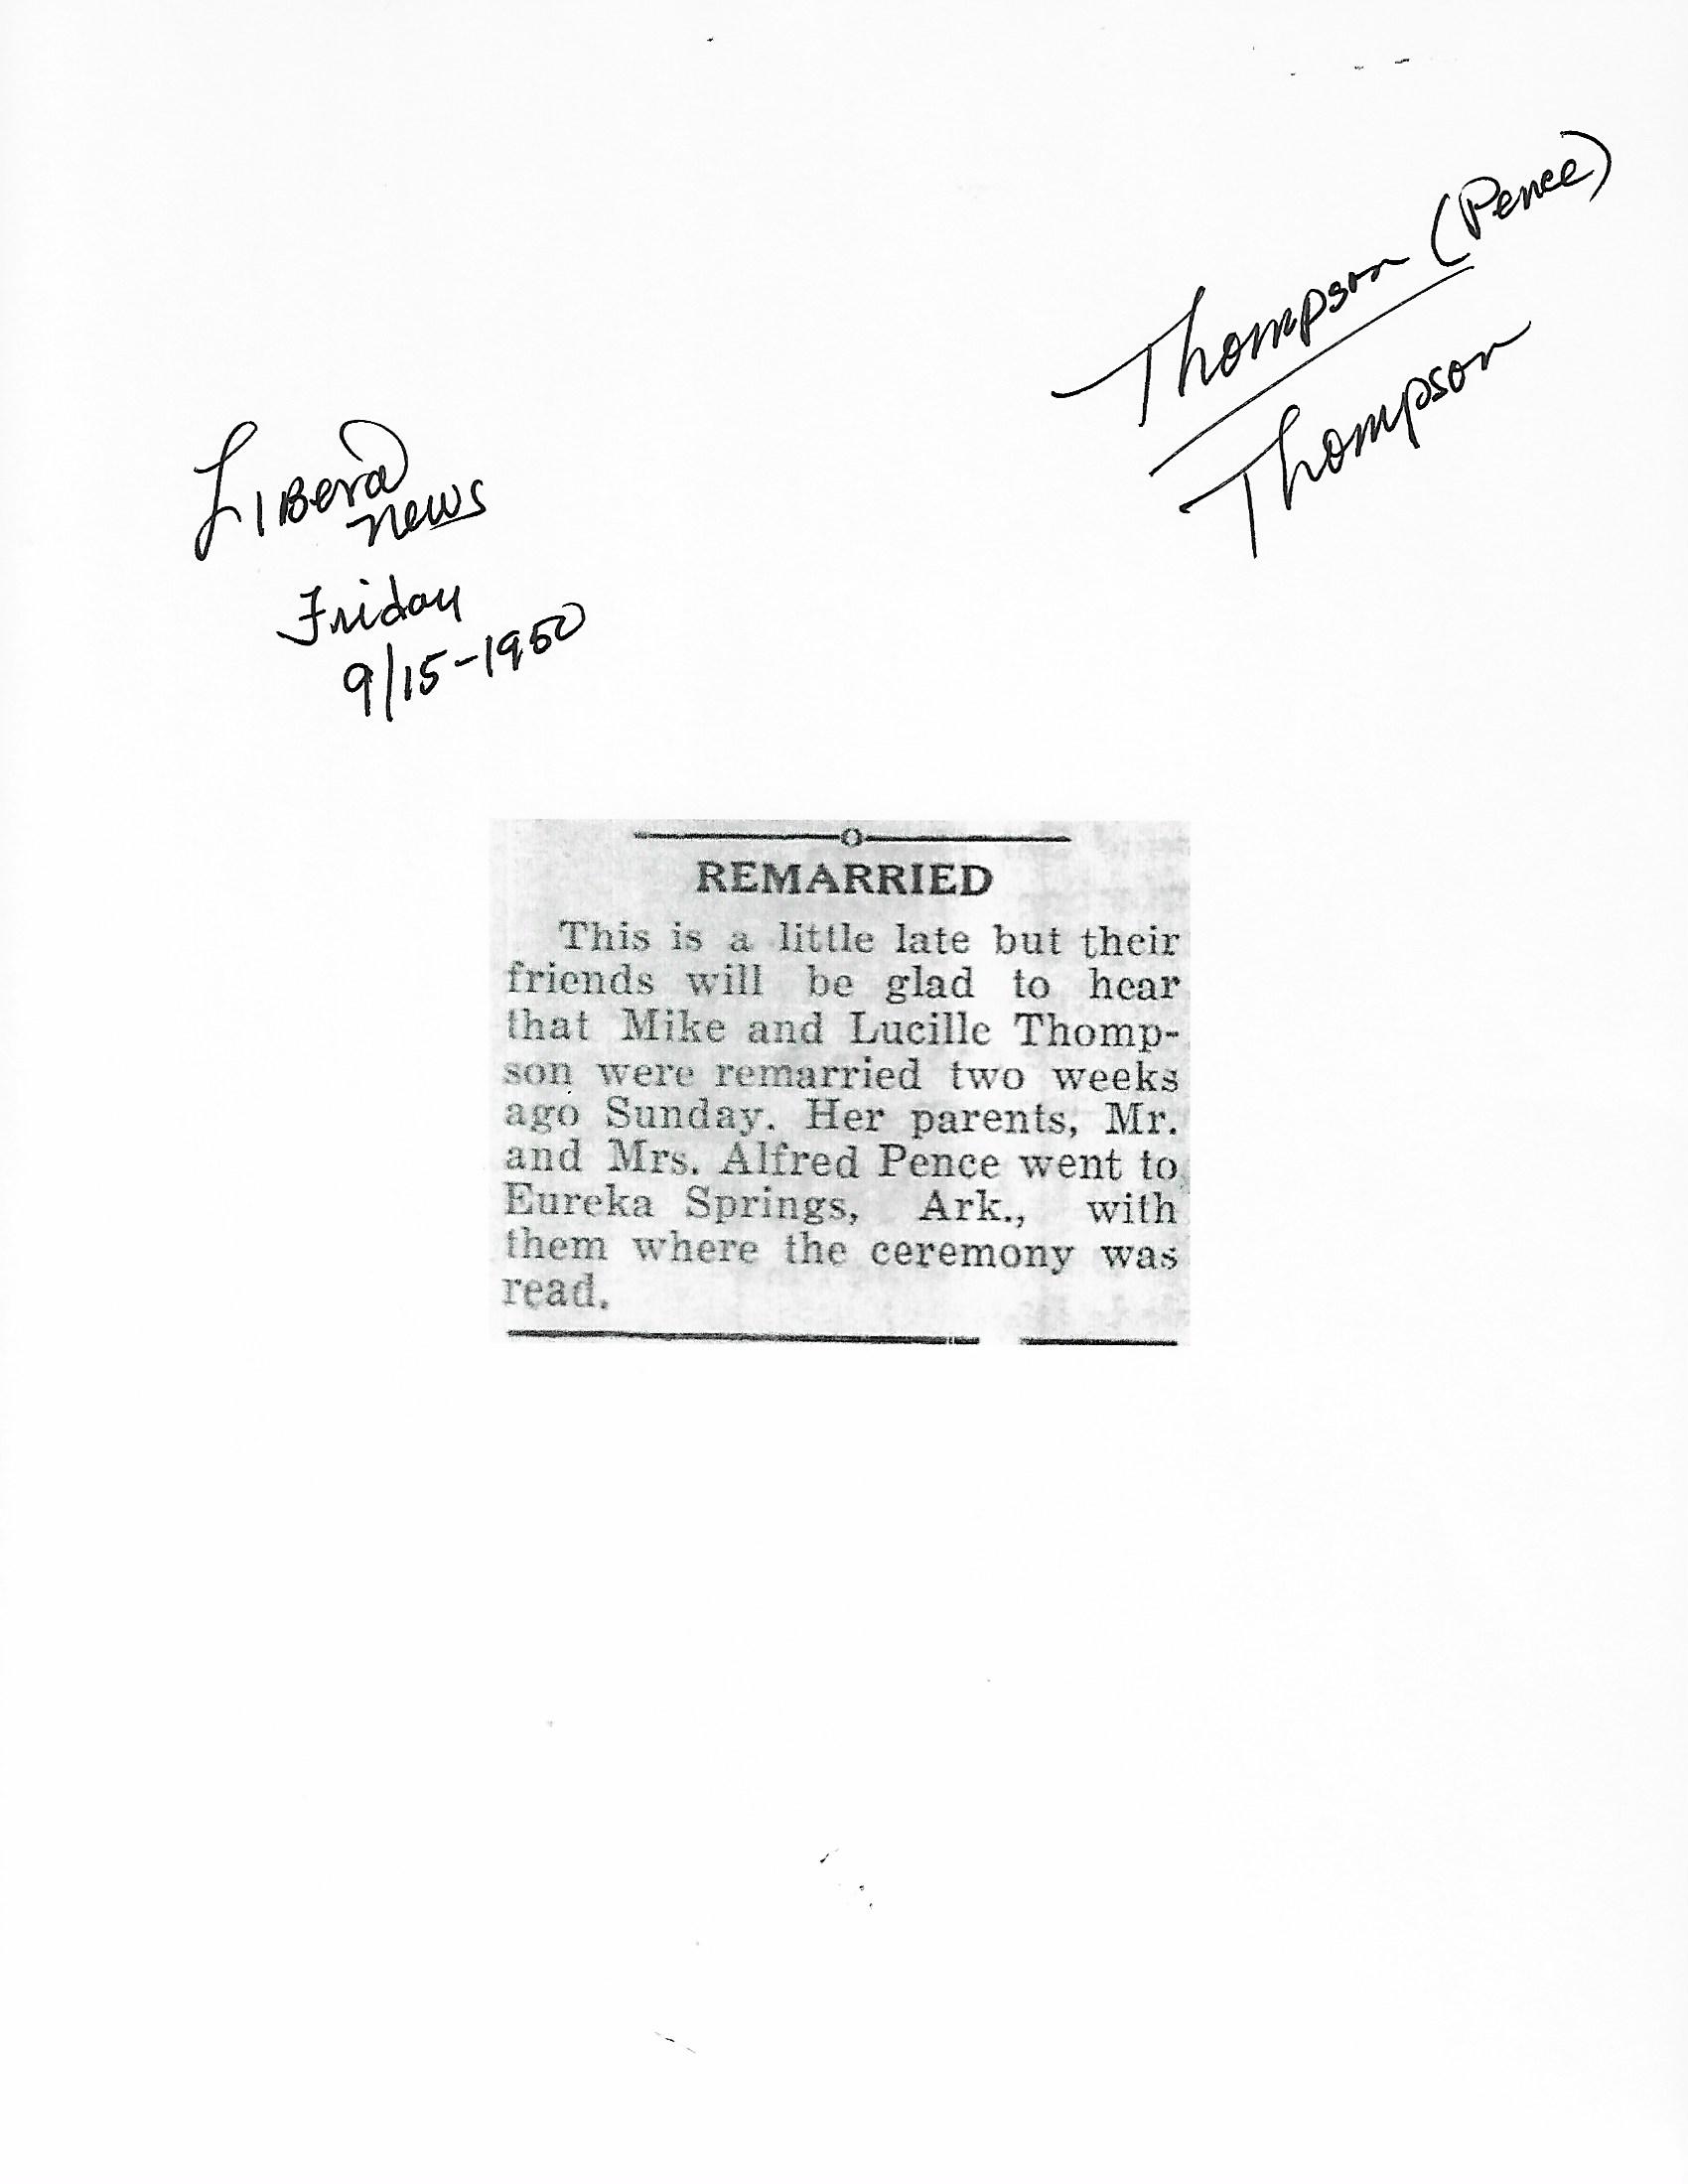 Thompson (Pence)
Thompson
Liberal
News
Friday
9/15-1950
REMARRIED
This is a little late but their
friends will be glad to hear
that Mike and Lucille Thomp-
son were remarried two weeks
ago Sunday. Her parents, Mr.
and Mrs. Alfred Pence went to
Eureka Springs, Ark., with
them where the ceremony was
read.